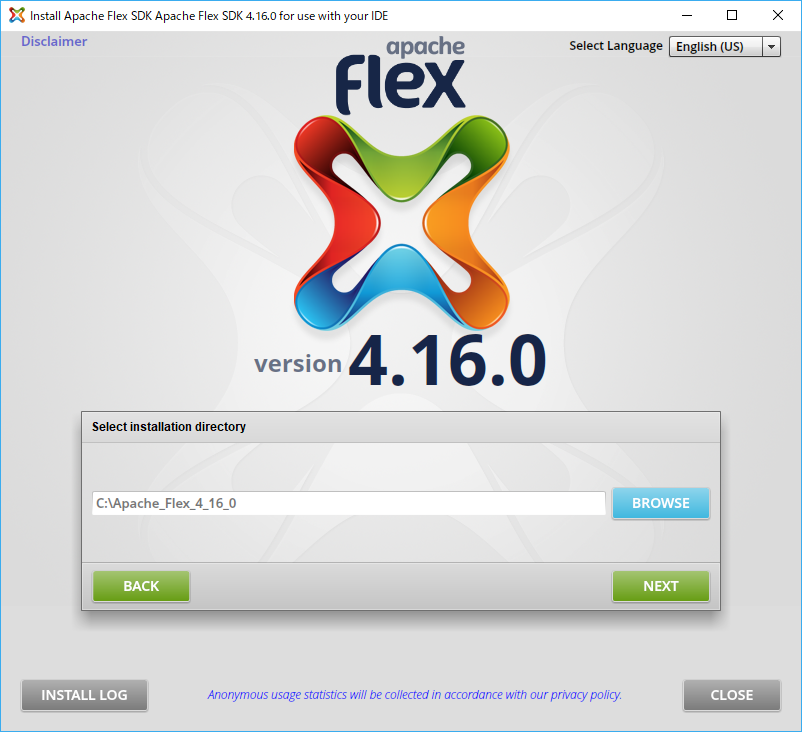 Install Apache Flex SDK Apache Flex SDK 4.16.0 for use with your IDE
Disclaimer
Select Language English (US)
apache
flex
version 4.16.0
Select installation directory
C:\Apache_Flex_4_16_0 BROWSE
BACK NEXT
INSTALL LOG Anonymous usage statistics will be collected in accordance with our privacy policy. CLOSE